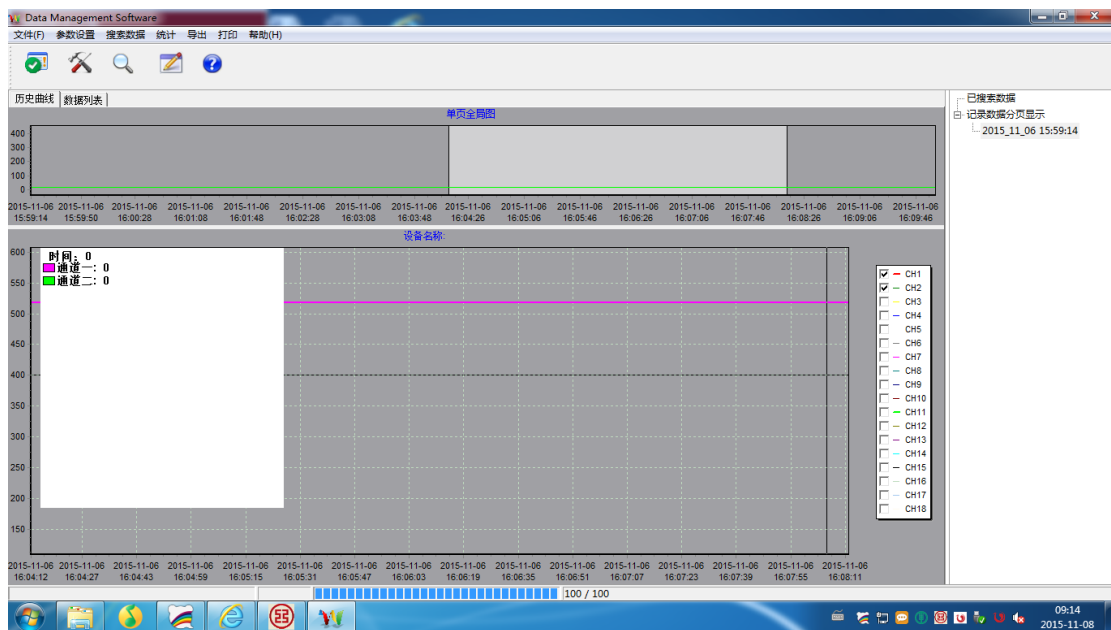 Data Management Software
文件(F) 参数设置 搜索数据 统计 导出 打印 帮助(H)
历史曲线 数据列表
单页全局图
400
300
200
100
0
2015-11-06 2015-11-06 2015-11-06 2015-11-06 2015-11-06 2015-11-06 2015-11-06 2015-11-06 2015-11-06 2015-11-06 2015-11-06 2015-11-06 2015-11-06 2015-11-06 2015-11-06 2015-11-06 2015-11-06
15:59:14 15:59:50 16:00:28 16:01:08 16:01:48 16:02:28 16:03:08 16:03:48 16:04:26 16:05:06 16:05:46 16:06:26 16:07:06 16:07:46 16:08:26 16:09:06 16:09:46
设备名称:
时间: 0
通道一: 0
通道二: 0
600
550
500
450
400
350
300
250
200
150
2015-11-06 2015-11-06 2015-11-06 2015-11-06 2015-11-06 2015-11-06 2015-11-06 2015-11-06 2015-11-06 2015-11-06 2015-11-06 2015-11-06 2015-11-06 2015-11-06 2015-11-06 2015-11-06
16:04:12 16:04:27 16:04:43 16:04:59 16:05:15 16:05:31 16:05:47 16:06:03 16:06:19 16:06:35 16:06:51 16:07:07 16:07:23 16:07:39 16:07:55 16:08:11
CH1
CH2
CH3
CH4
CH5
CH6
CH7
CH8
CH9
CH10
CH11
CH12
CH13
CH14
CH15
CH16
CH17
CH18
已搜索数据
记录数据分页显示
2015_11_06 15:59:14
100 / 100
09:14
2015-11-08